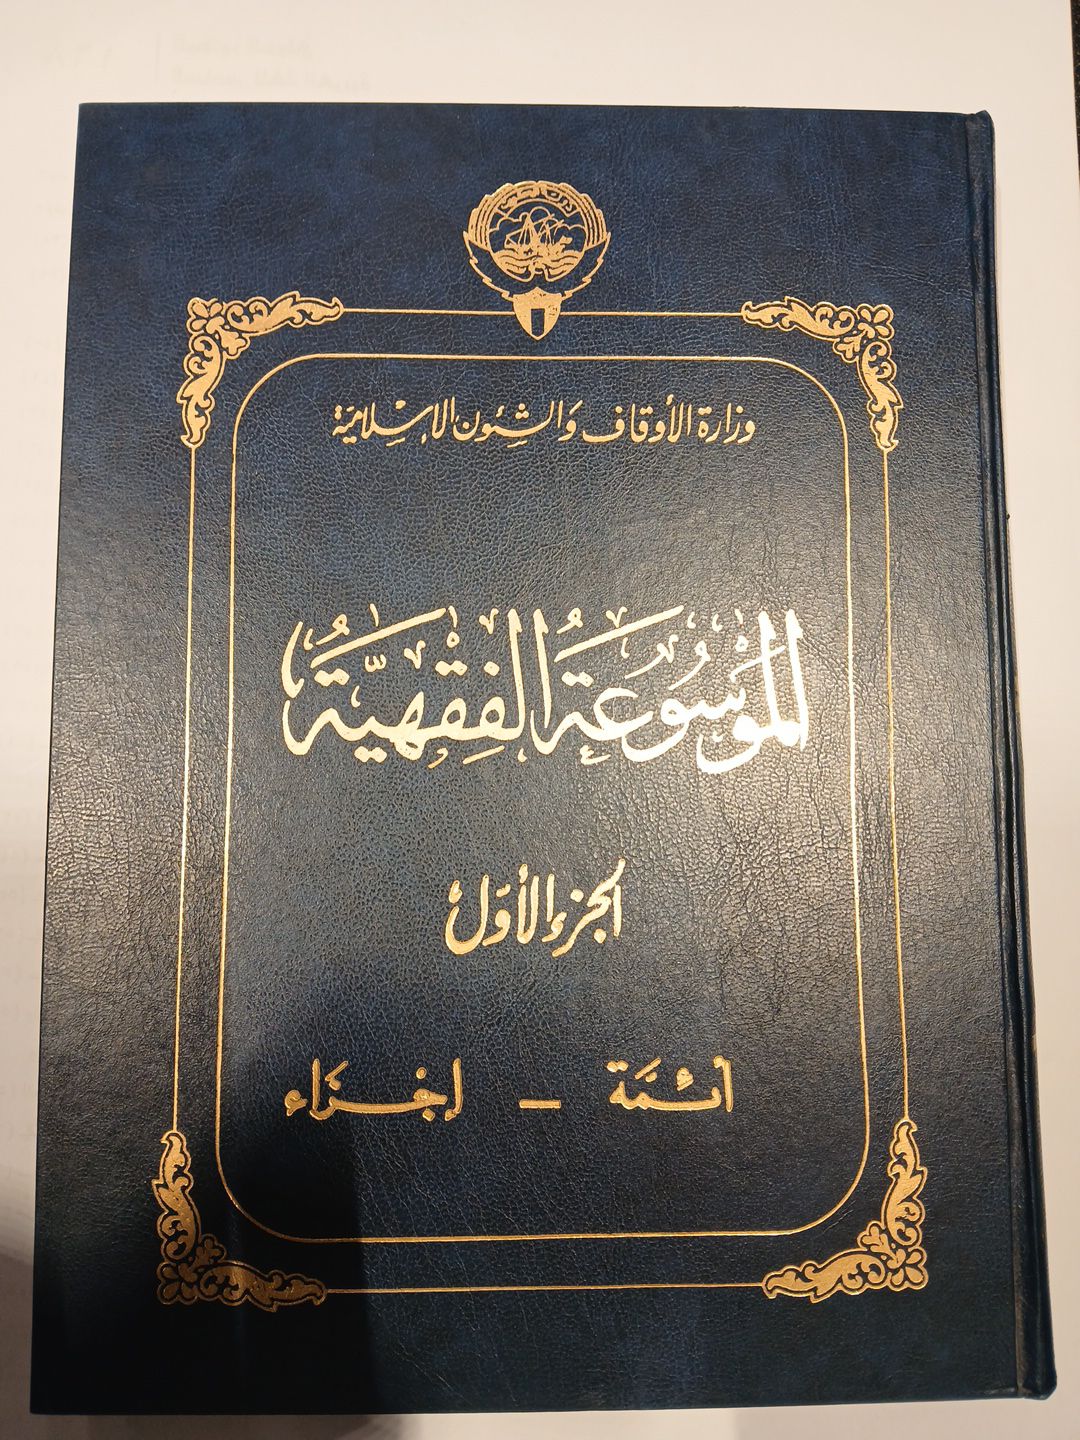 وزارة الأوقاف والشئون الإسلامية
الموسوعة الفقهية
الجزء الأول
أئمة – إجزاء